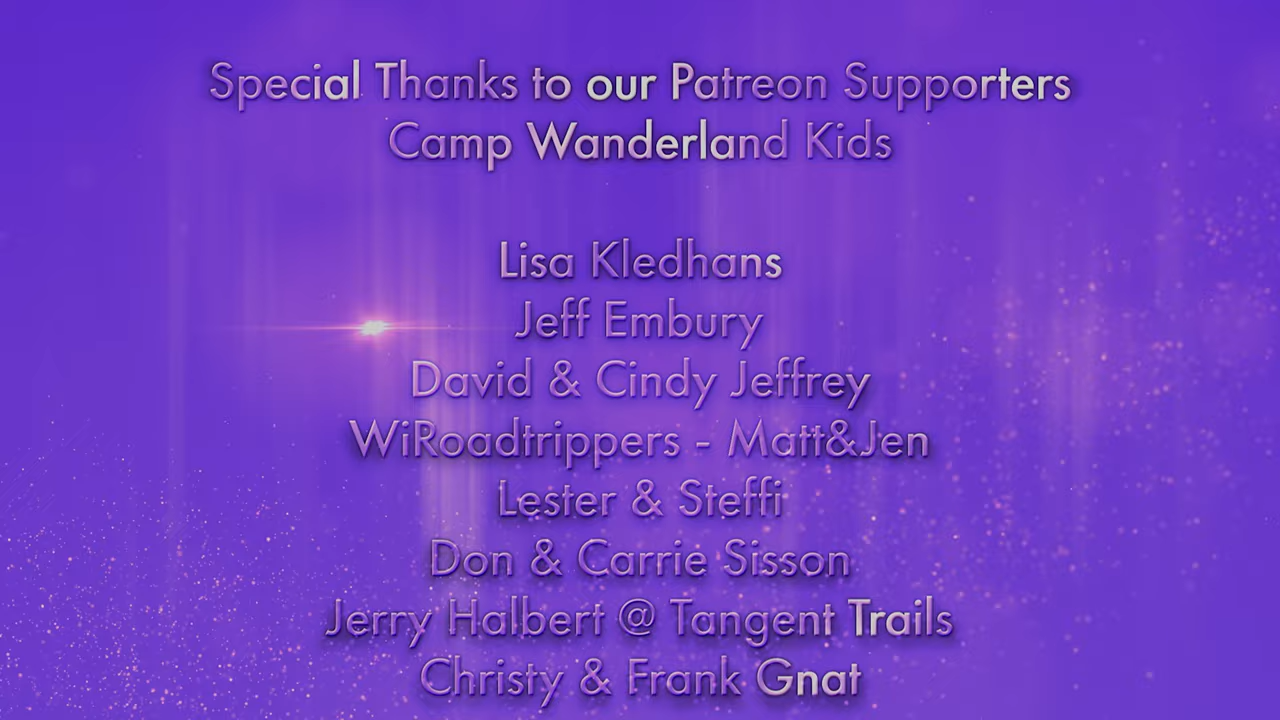 Special Thanks to our Patreon Supporters
Camp Wanderland Kids
Lisa Kledhans
Jeff Embury
David & Cindy Jeffrey
WiRoadtrippers - Matt&Jen
Lester & Steffi
Don & Carrie Sisson
Jerry Halbert @ Tangent Trails
Christy & Frank Gnat